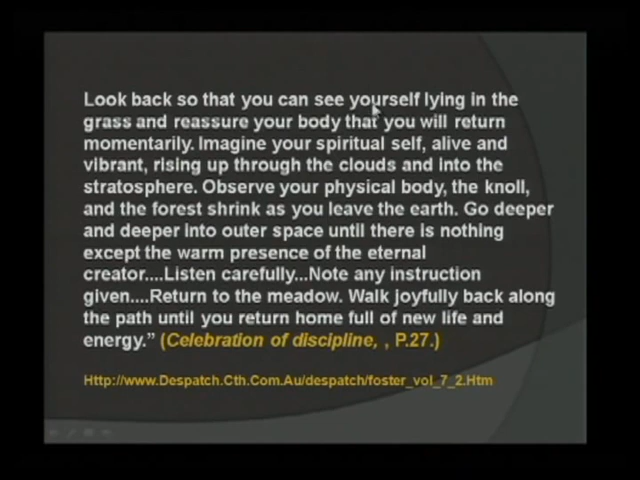 Look back so that you can see yourself lying in the
grass and reassure your body that you will return
momentarily. Imagine your spiritual self, alive and
vibrant, rising up through the clouds and into the
stratosphere. Observe your physical body, the knoll,
and the forest shrink as you leave the earth. Go deeper
and deeper into outer space until there is nothing
except the warm presence of the eternal
creator....Listen carefully...Note any instruction
given....Return to the meadow. Walk joyfully back along
the path until you return home full of new life and
energy.” (Celebration of discipline, , P.27.)
Http://www.Despatch.Cth.Com.Au/despatch/foster_vol_7_2.Htm